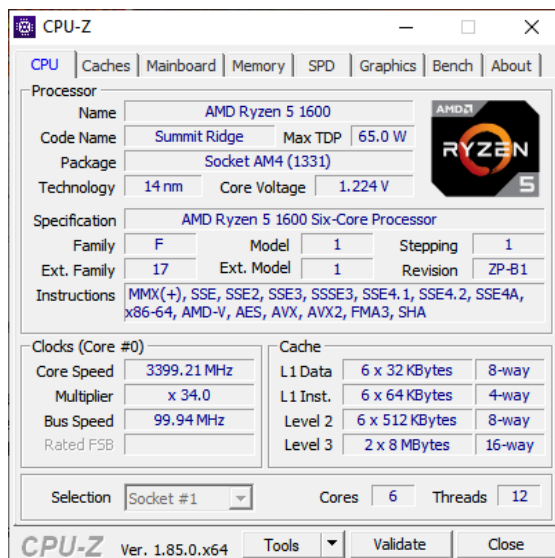 CPU-Z
CPU Caches Mainboard Memory SPD Graphics Bench About
Processor
Name AMD Ryzen 5 1600
Code Name Summit Ridge Max TDP 65.0 W
Package Socket AM4 (1331)
Technology 14 nm Core Voltage 1.224 V
AMD
RYZEN
5
Specification AMD Ryzen 5 1600 Six-Core Processor
Family F Model 1 Stepping 1
Ext. Family 17 Ext. Model 1 Revision ZP-B1
Instructions MMX(+), SSE, SSE2, SSE3, SSSE3, SSE4.1, SSE4.2, SSE4A,
x86-64, AMD-V, AES, AVX, AVX2, FMA3, SHA
Clocks (Core #0)
Core Speed 3399.21 MHz
Multiplier x 34.0
Bus Speed 99.94 MHz
Rated FSB
Cache
L1 Data 6 x 32 KBytes 8-way
L1 Inst. 6 x 64 KBytes 4-way
Level 2 6 x 512 KBytes 8-way
Level 3 2 x 8 MBytes 16-way
Selection Socket #1 Cores 6 Threads 12
CPU-Z Ver. 1.85.0.x64 Tools Validate Close